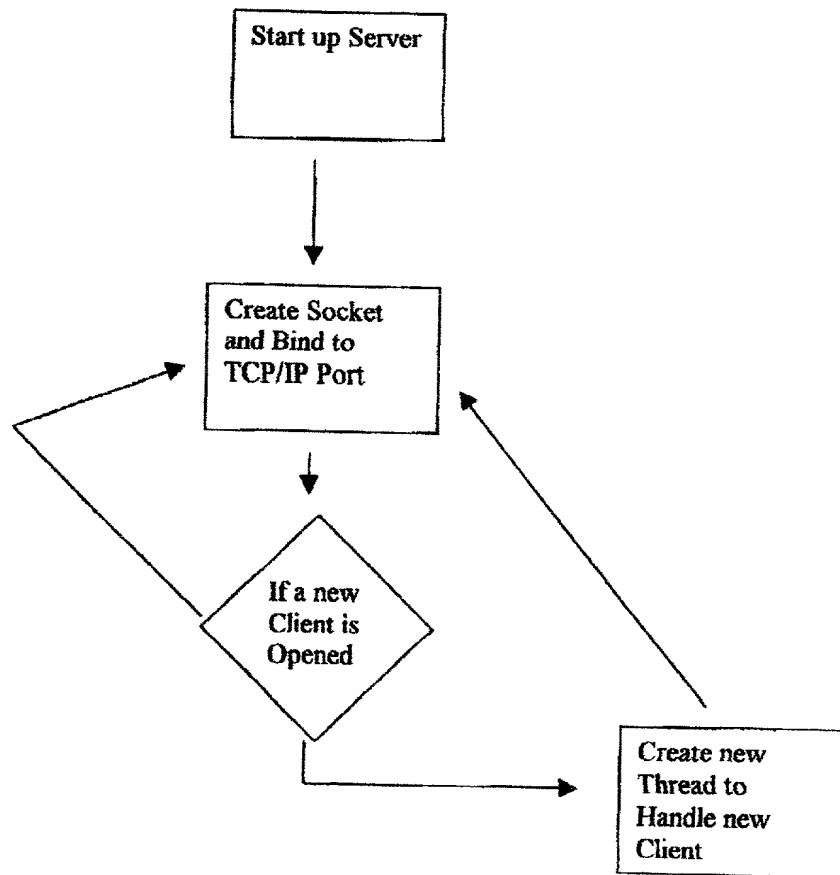 Start up Server
Create Socket
and Bind to
TCP/IP Port
If a new
Client is
Opened
Create new
Thread to
Handle new
Client